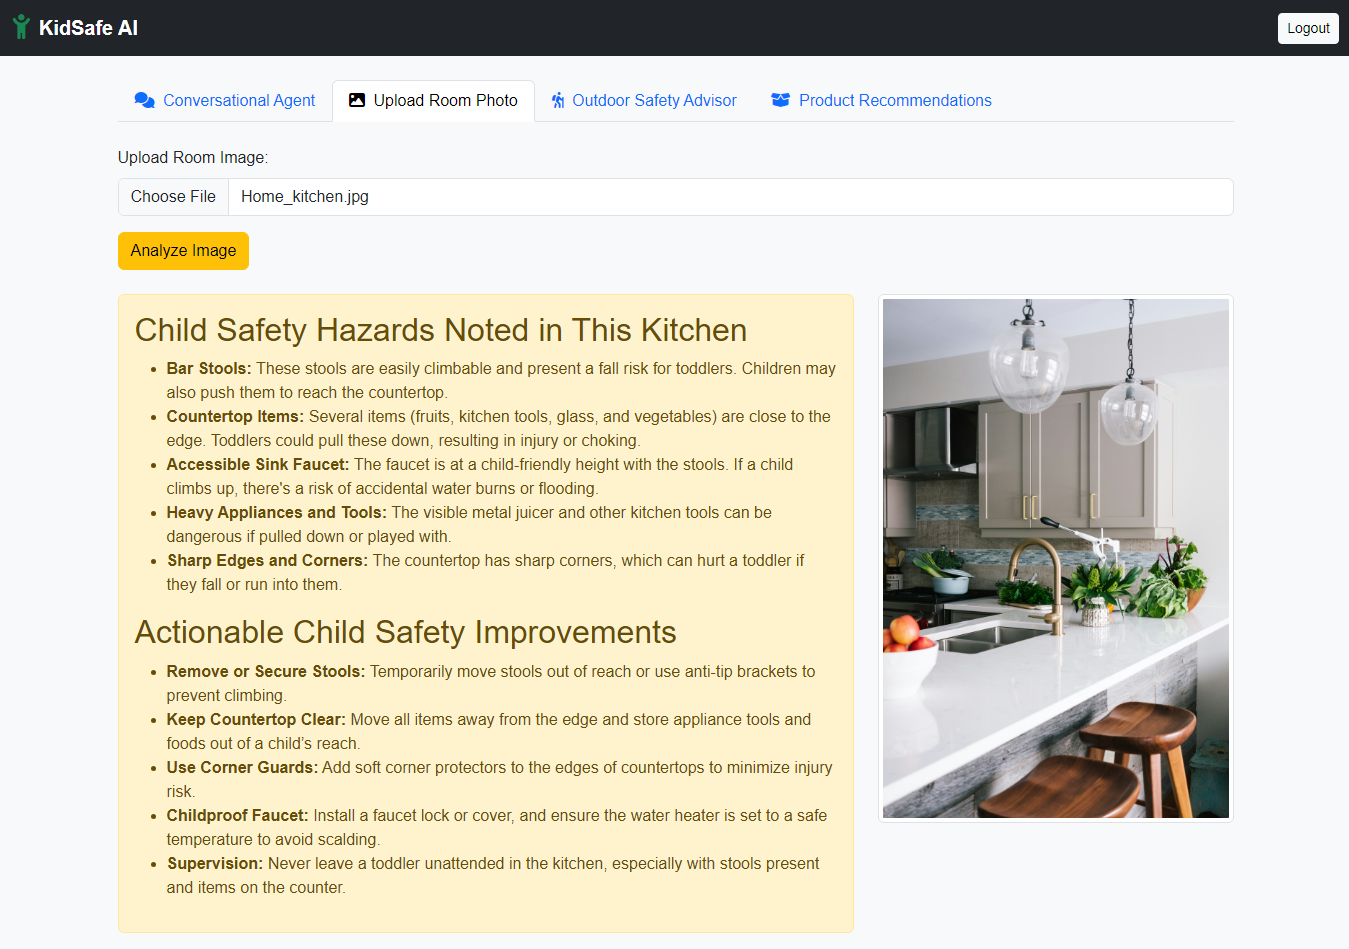 KidSafe AI
Logout
Conversational Agent
Upload Room Photo
Outdoor Safety Advisor
Product Recommendations
Upload Room Image:
Choose File
Home_kitchen.jpg
Analyze Image
Child Safety Hazards Noted in This Kitchen
• Bar Stools: These stools are easily climbable and present a fall risk for toddlers. Children may
also push them to reach the countertop.
• Countertop Items: Several items (fruits, kitchen tools, glass, and vegetables) are close to the
edge. Toddlers could pull these down, resulting in injury or choking.
• Accessible Sink Faucet: The faucet is at a child-friendly height with the stools. If a child
climbs up, there's a risk of accidental water burns or flooding.
• Heavy Appliances and Tools: The visible metal juicer and other kitchen tools can be
dangerous if pulled down or played with.
• Sharp Edges and Corners: The countertop has sharp corners, which can hurt a toddler if
they fall or run into them.
Actionable Child Safety Improvements
• Remove or Secure Stools: Temporarily move stools out of reach or use anti-tip brackets to
prevent climbing.
• Keep Countertop Clear: Move all items away from the edge and store appliance tools and
foods out of a child’s reach.
• Use Corner Guards: Add soft corner protectors to the edges of countertops to minimize injury
risk.
• Childproof Faucet: Install a faucet lock or cover, and ensure the water heater is set to a safe
temperature to avoid scalding.
• Supervision: Never leave a toddler unattended in the kitchen, especially with stools present
and items on the counter.